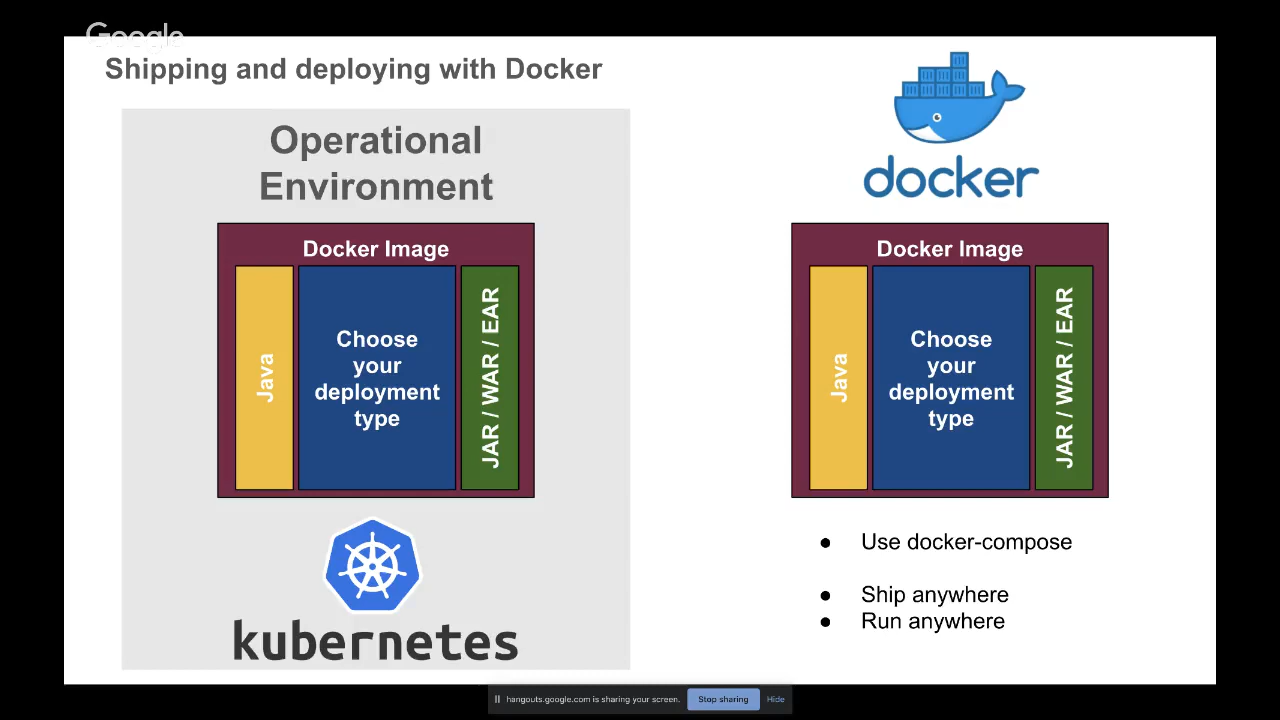 Google
Shipping and deploying with Docker
Operational
Environment
Docker Image
Java
Choose
your
deployment
type
JAR / WAR / EAR
kubernetes
docker
Docker Image
Java
Choose
your
deployment
type
JAR / WAR / EAR
● Use docker-compose
● Ship anywhere
● Run anywhere
hangouts.google.com is sharing your screen. Stop sharing Hide